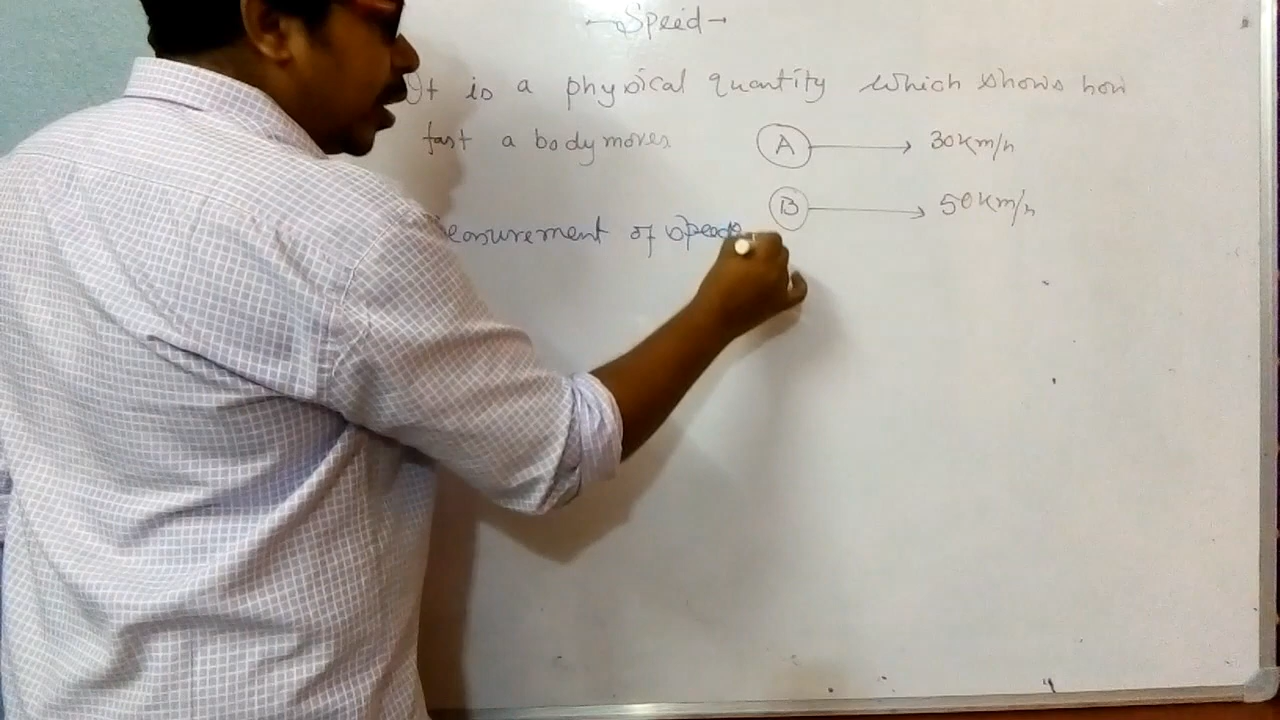 Speed
It is a physical quantity which shows how
fast a body moves
A 30km/h
B 50km/h
easurement of speed